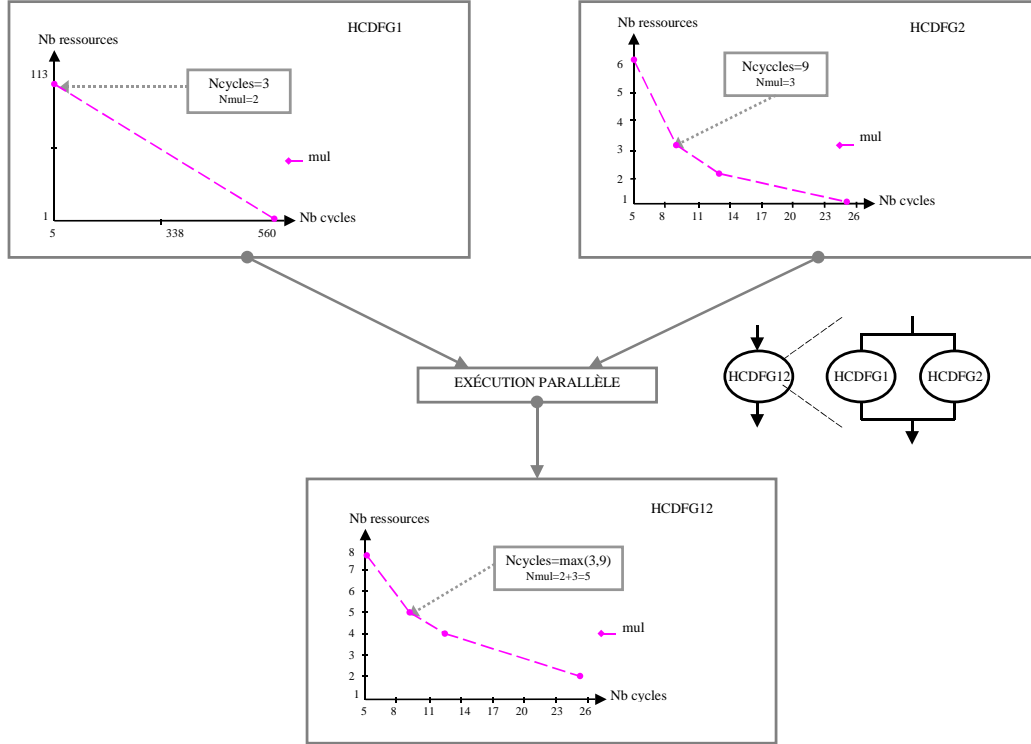 HCDFG1
Nb ressources
113
Ncycles=3
Nmul=2
mul
1
Nb cycles
5 338 560
HCDFG2
Nb ressources
6
5
4
3
2
1
Ncyccles=9
Nmul=3
mul
Nb cycles
5 8 11 14 17 20 23 26
EXÉCUTION PARALLÈLE
HCDFG12
HCDFG1
HCDFG2
HCDFG12
Nb ressources
8
7
6
5
4
3
2
1
Ncycles=max(3,9)
Nmul=2+3=5
mul
Nb cycles
5 8 11 14 17 20 23 26